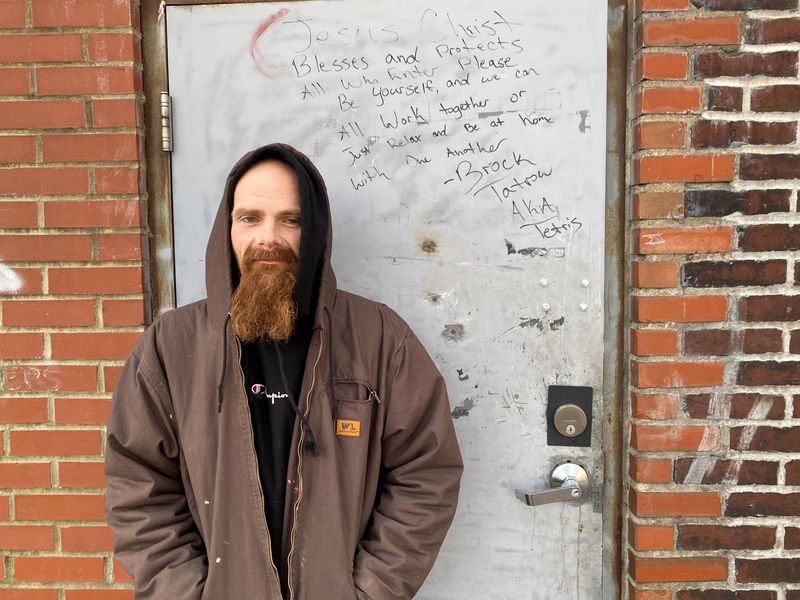 Jesus Christ
Blesses and Protects
All Who Enter Please
Be yourself, and we can
All Work together or
Just Relax and Be at home
with One Another
-Brock
Tatrow
AKA
Tetris
Champion